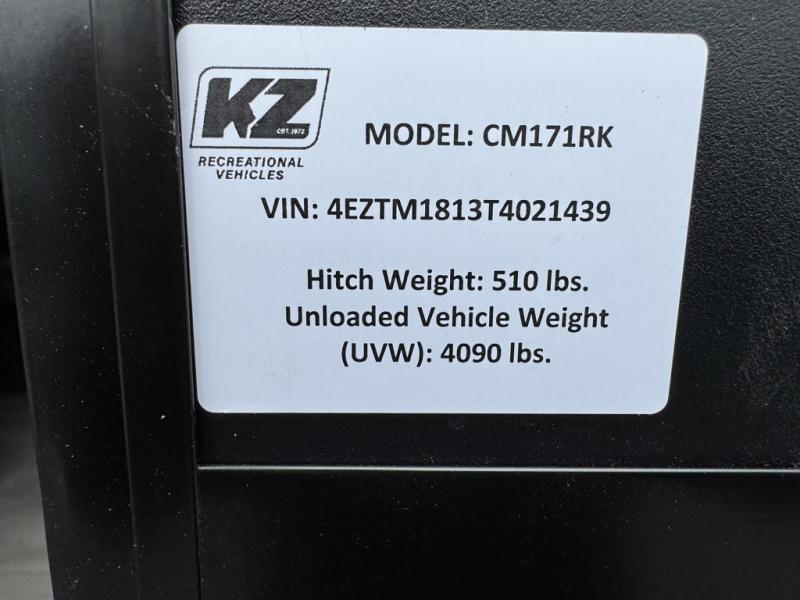 KZ
EST. 1972
RECREATIONAL
VEHICLES
MODEL: CM171RK
VIN: 4EZTM1813T4021439
Hitch Weight: 510 lbs.
Unloaded Vehicle Weight
(UVW): 4090 lbs.